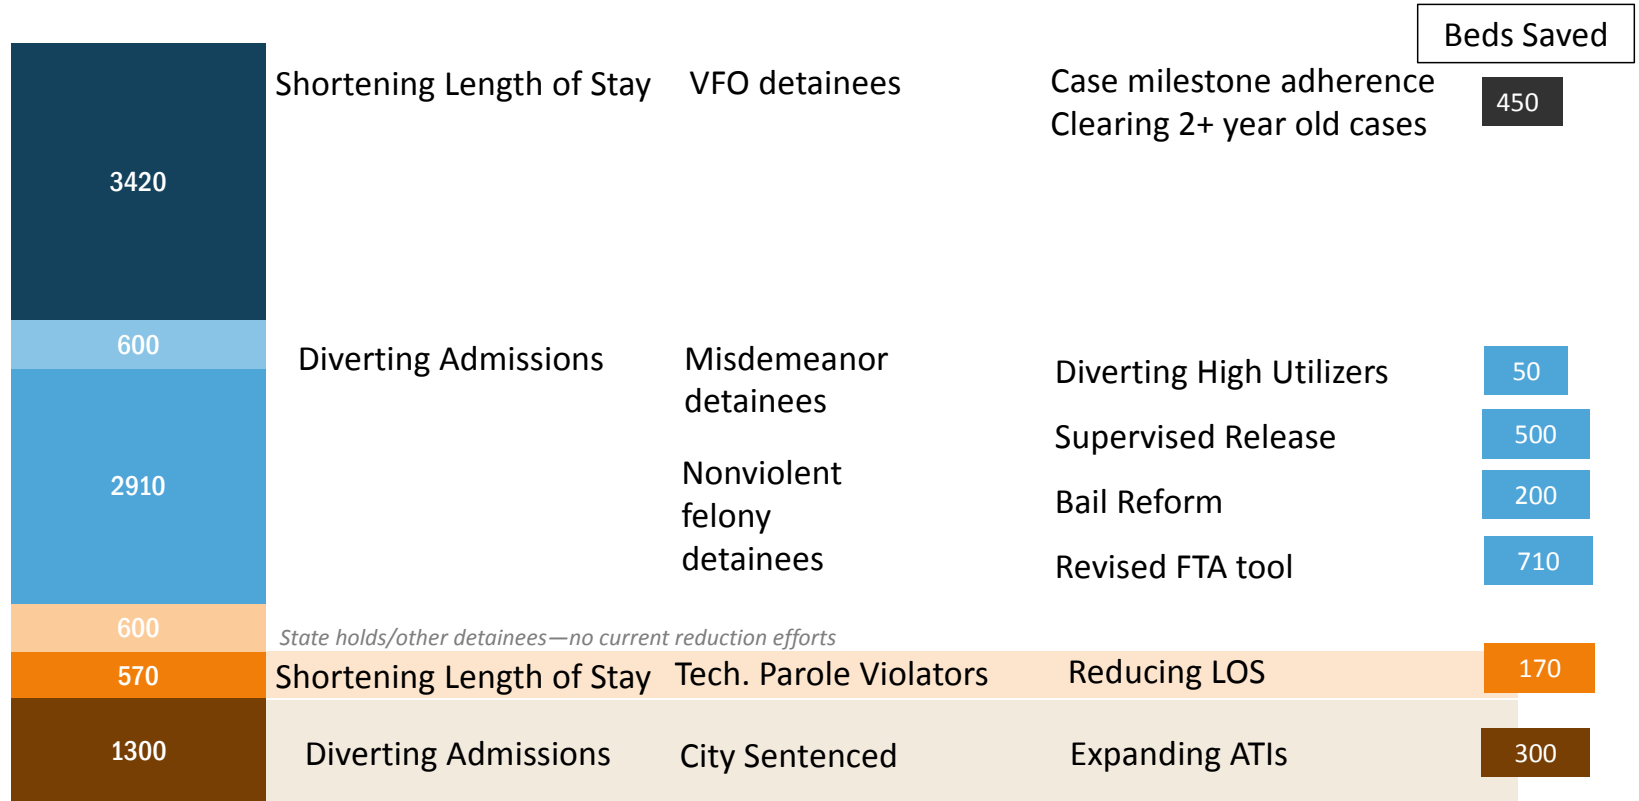 Beds Saved
Shortening Length of Stay VFO detainees Case milestone adherence
Clearing 2+ year old cases
450
3420
600
Diverting Admissions Misdemeanor
detainees
Diverting High Utilizers 50
Supervised Release 500
2910
Nonviolent
felony
detainees
Bail Reform 200
Revised FTA tool 710
600
State holds/other detainees—no current reduction efforts
570 Shortening Length of Stay Tech. Parole Violators Reducing LOS 170
1300 Diverting Admissions City Sentenced Expanding ATIs 300